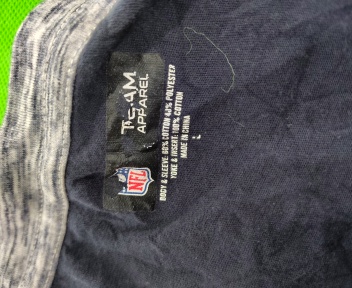 TEAM
APPAREL
NFL
BODY & SLEEVE: 60% COTTON 40% POLYESTER
YOKE & INSERT: 100% COTTON
MADE IN CHINA
L